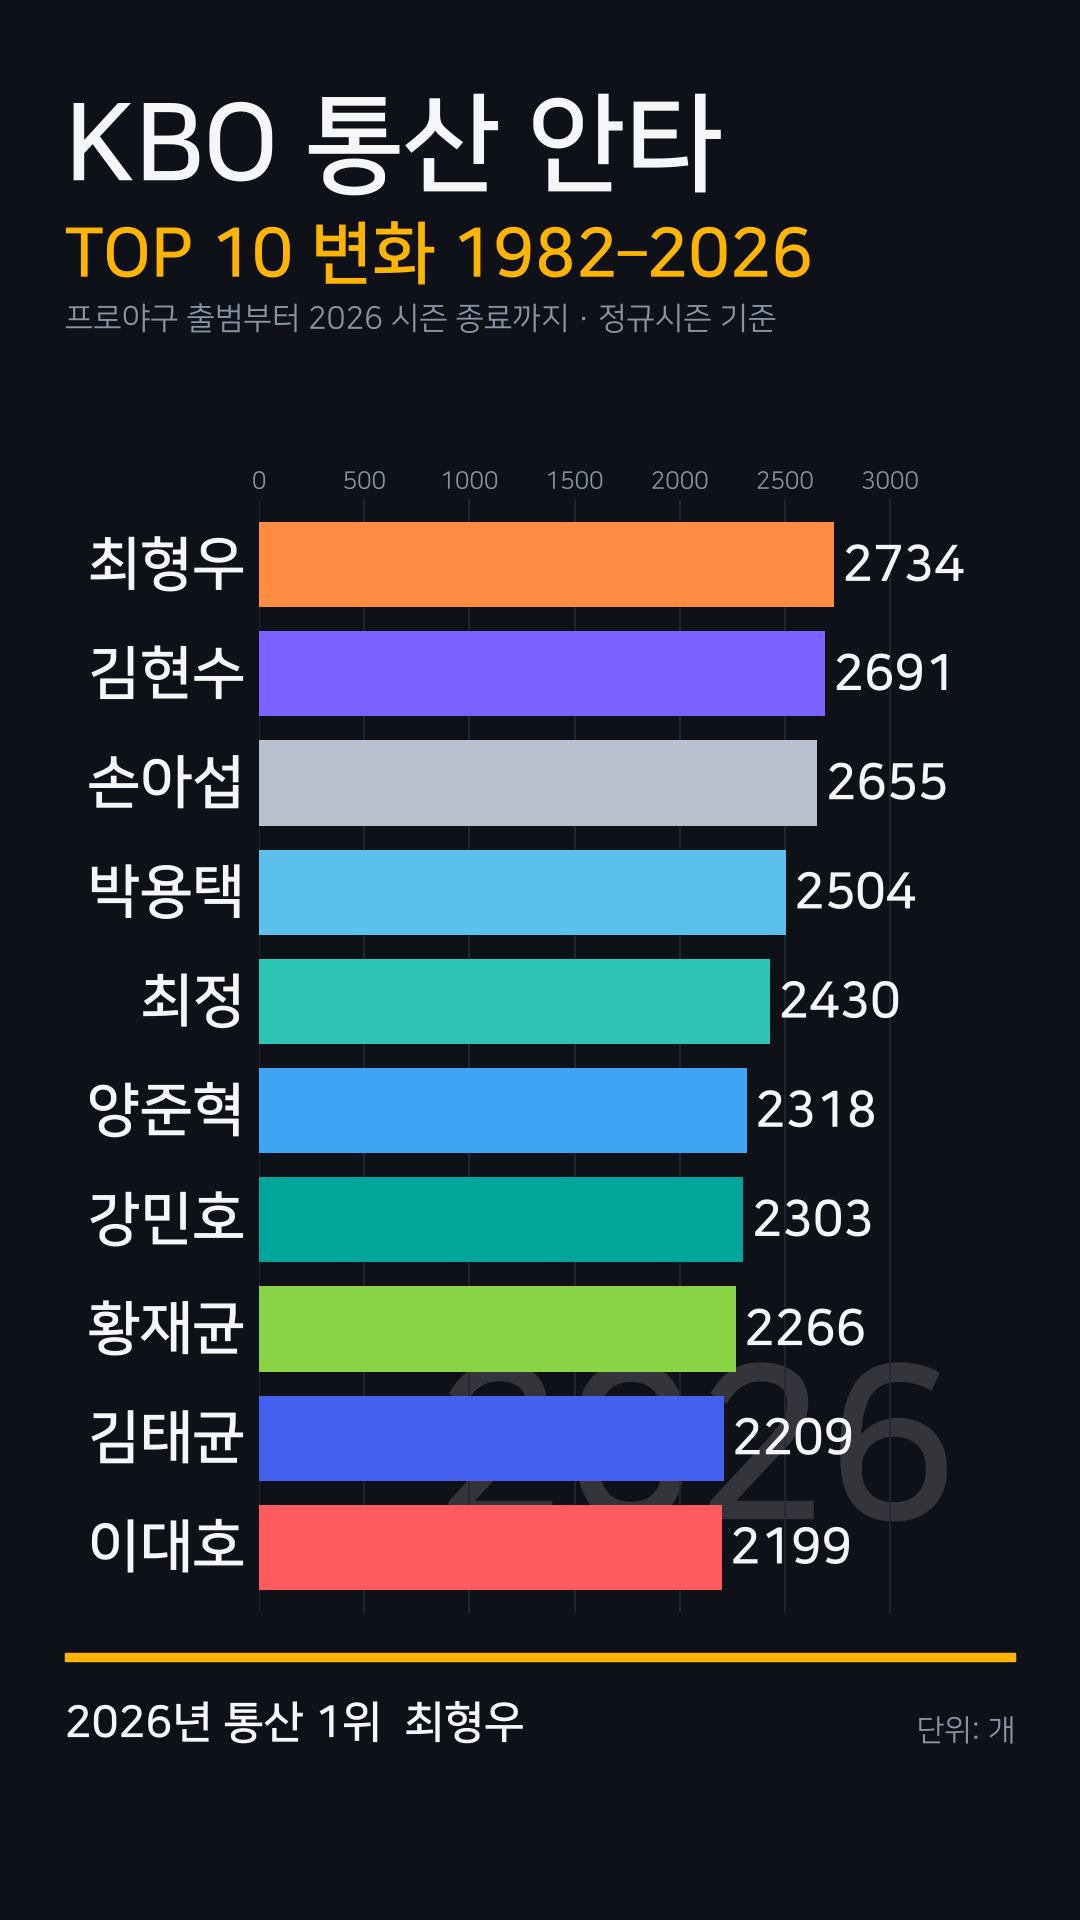 KBO 통산 안타
TOP 10 변화 1982–2026
프로야구 출범부터 2026 시즌 종료까지 · 정규시즌 기준
0 500 1000 1500 2000 2500 3000
최형우 2734
김현수 2691
손아섭 2655
박용택 2504
최정 2430
양준혁 2318
강민호 2303
황재균 2266
2026
김태균 2209
이대호 2199
2026년 통산 1위 최형우
단위: 개